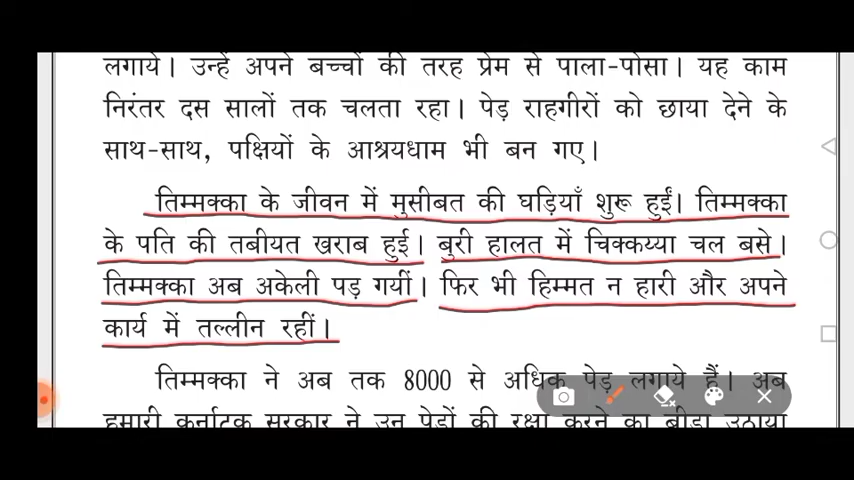 लगाये। उन्हें अपने बच्चों की तरह प्रेम से पाला-पोसा। यह काम
निरंतर दस सालों तक चलता रहा। पेड़ राहगीरों को छाया देने के
साथ-साथ, पक्षियों के आश्रयधाम भी बन गए।
तिम्मक्का के जीवन में मुसीबत की घड़ियाँ शुरू हुईं। तिम्मक्का
के पति की तबीयत खराब हुई। बुरी हालत में चिक्कय्या चल बसे।
तिम्मक्का अब अकेली पड़ गयीं। फिर भी हिम्मत न हारी और अपने
कार्य में तल्लीन रहीं।
तिम्मक्का ने अब तक 8000 से अधिक पेड़ लगाये हैं। अब
हमारी कर्नाटक सरकार ने उन पेड़ों की रक्षा करने का बीड़ा उठाया